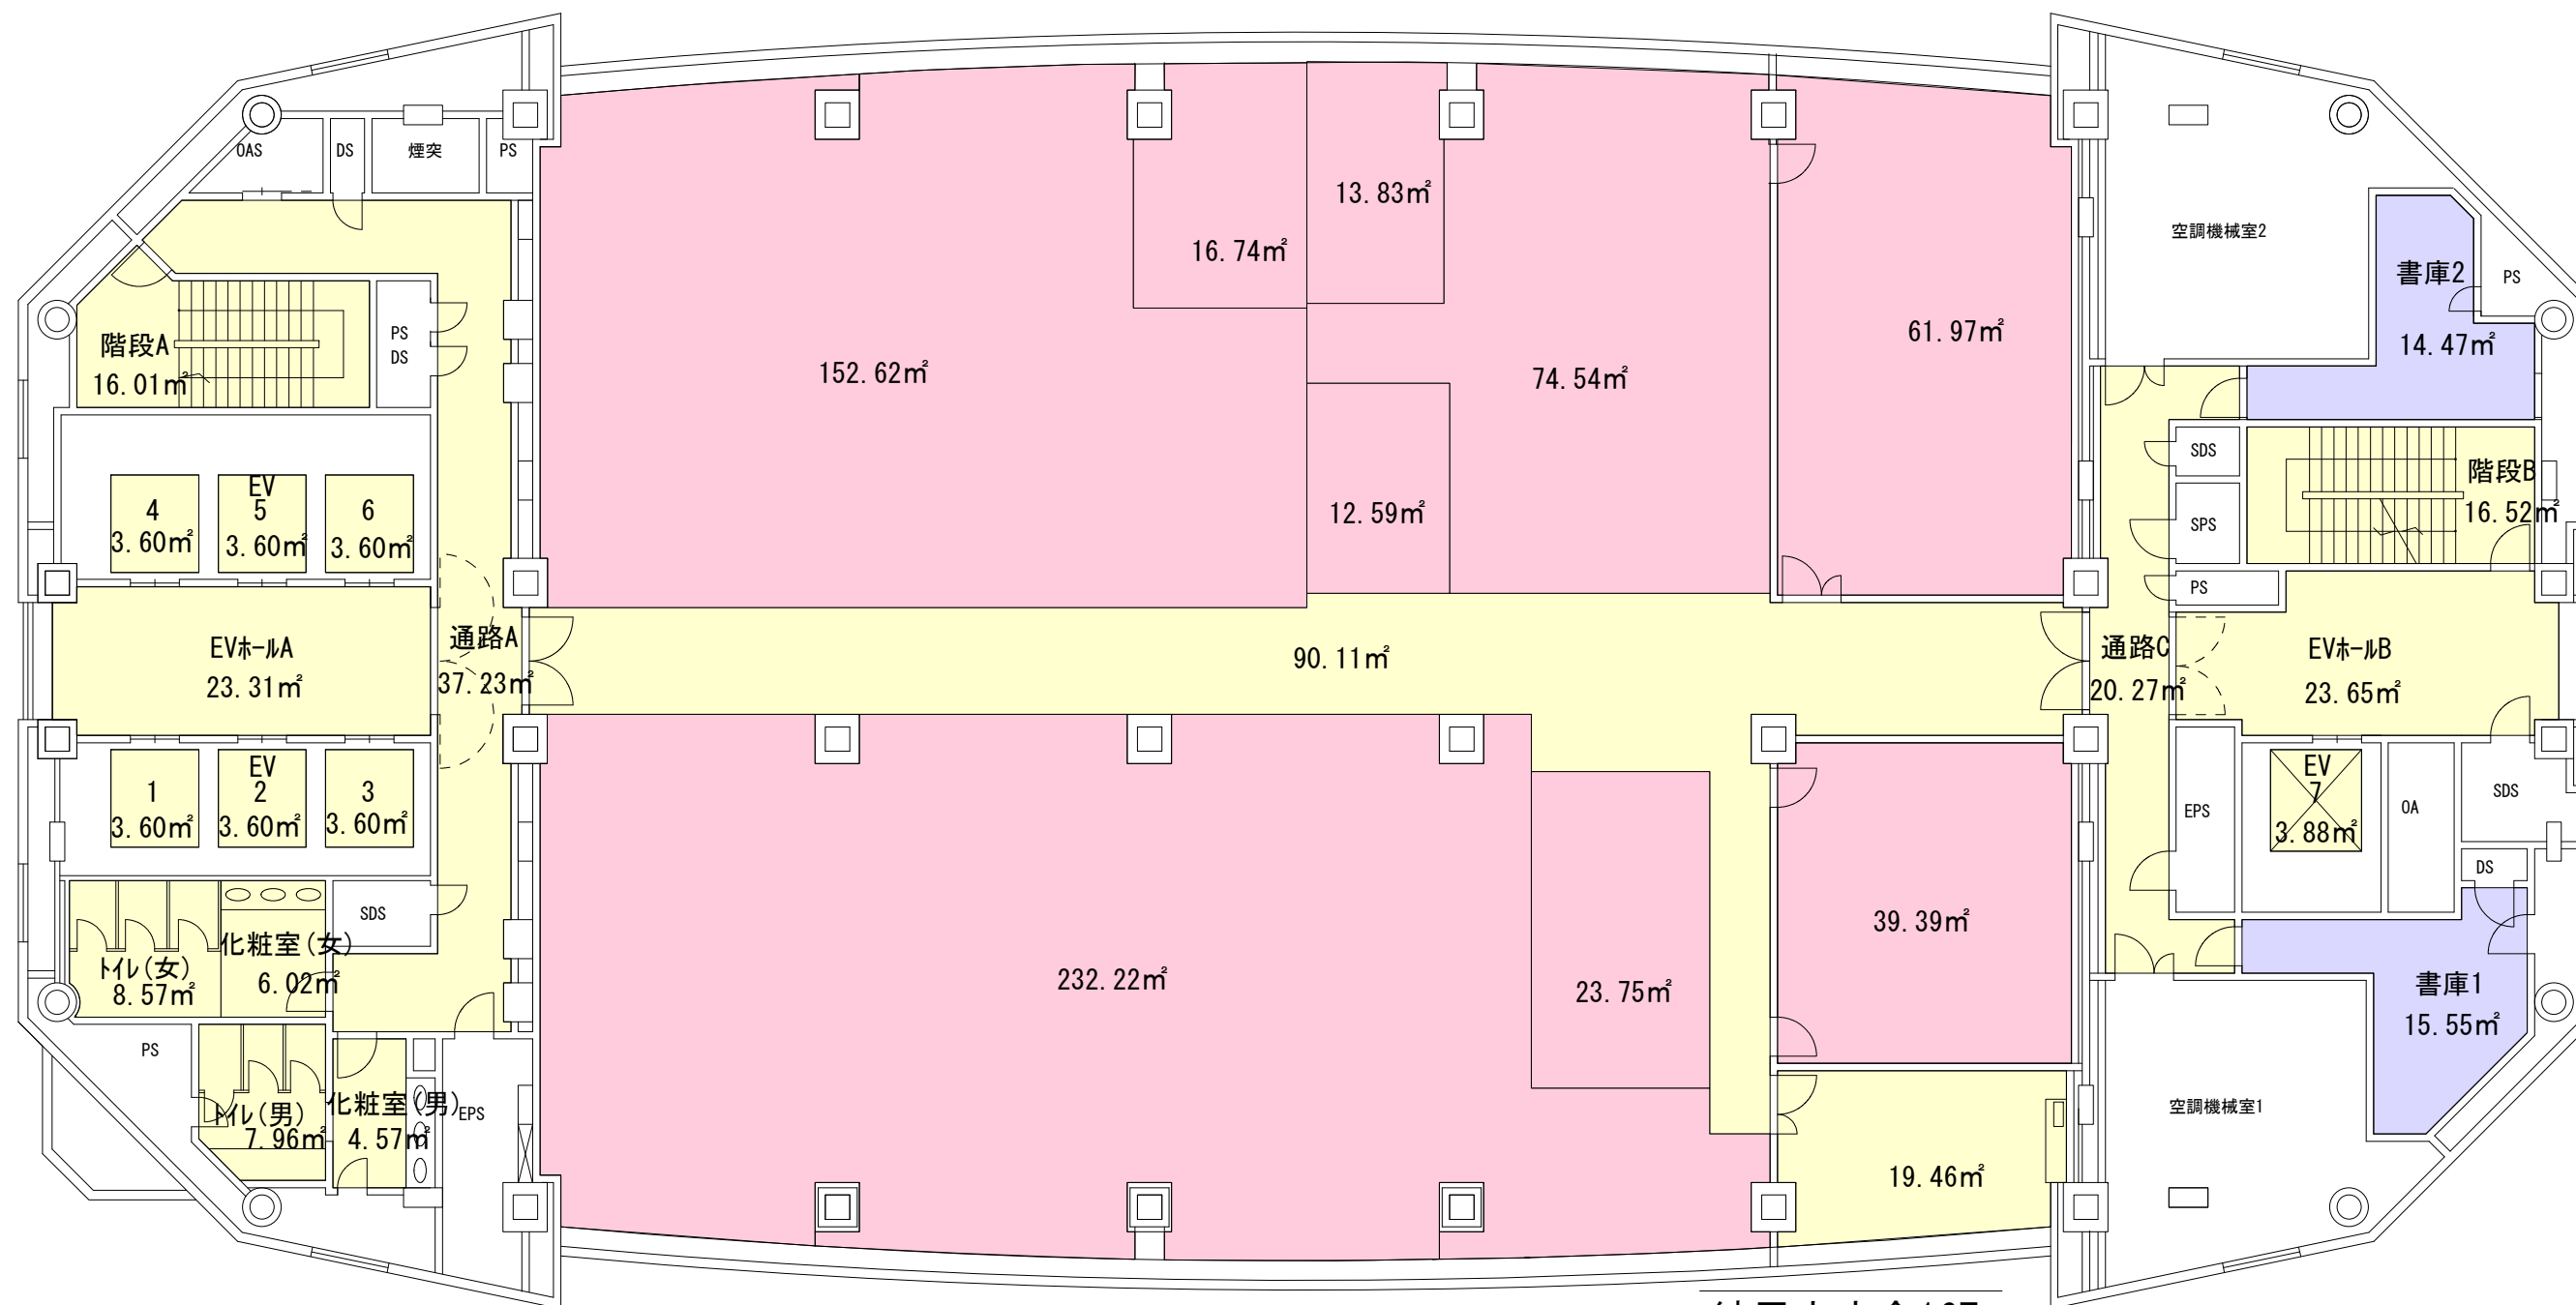 OAS
DS
煙突
PS
階段A
16.01㎡
PS
DS
4
3.60㎡
EV
5
3.60㎡
6
3.60㎡
EVﾎｰﾙA
23.31㎡
通路A
37.23㎡
1
3.60㎡
EV
2
3.60㎡
3
3.60㎡
SDS
化粧室(女)
6.02㎡
ﾄｲﾚ(女)
8.57㎡
PS
ﾄｲﾚ(男)
7.96㎡
化粧室(男)
4.57㎡
EPS
152.62㎡
16.74㎡
13.83㎡
12.59㎡
74.54㎡
61.97㎡
90.11㎡
232.22㎡
23.75㎡
39.39㎡
19.46㎡
空調機械室2
書庫2
14.47㎡
PS
SDS
SPS
PS
階段B
16.52㎡
通路C
20.27㎡
EVﾎｰﾙB
23.65㎡
EPS
EV
7
3.88㎡
OA
SDS
DS
書庫1
15.55㎡
空調機械室1